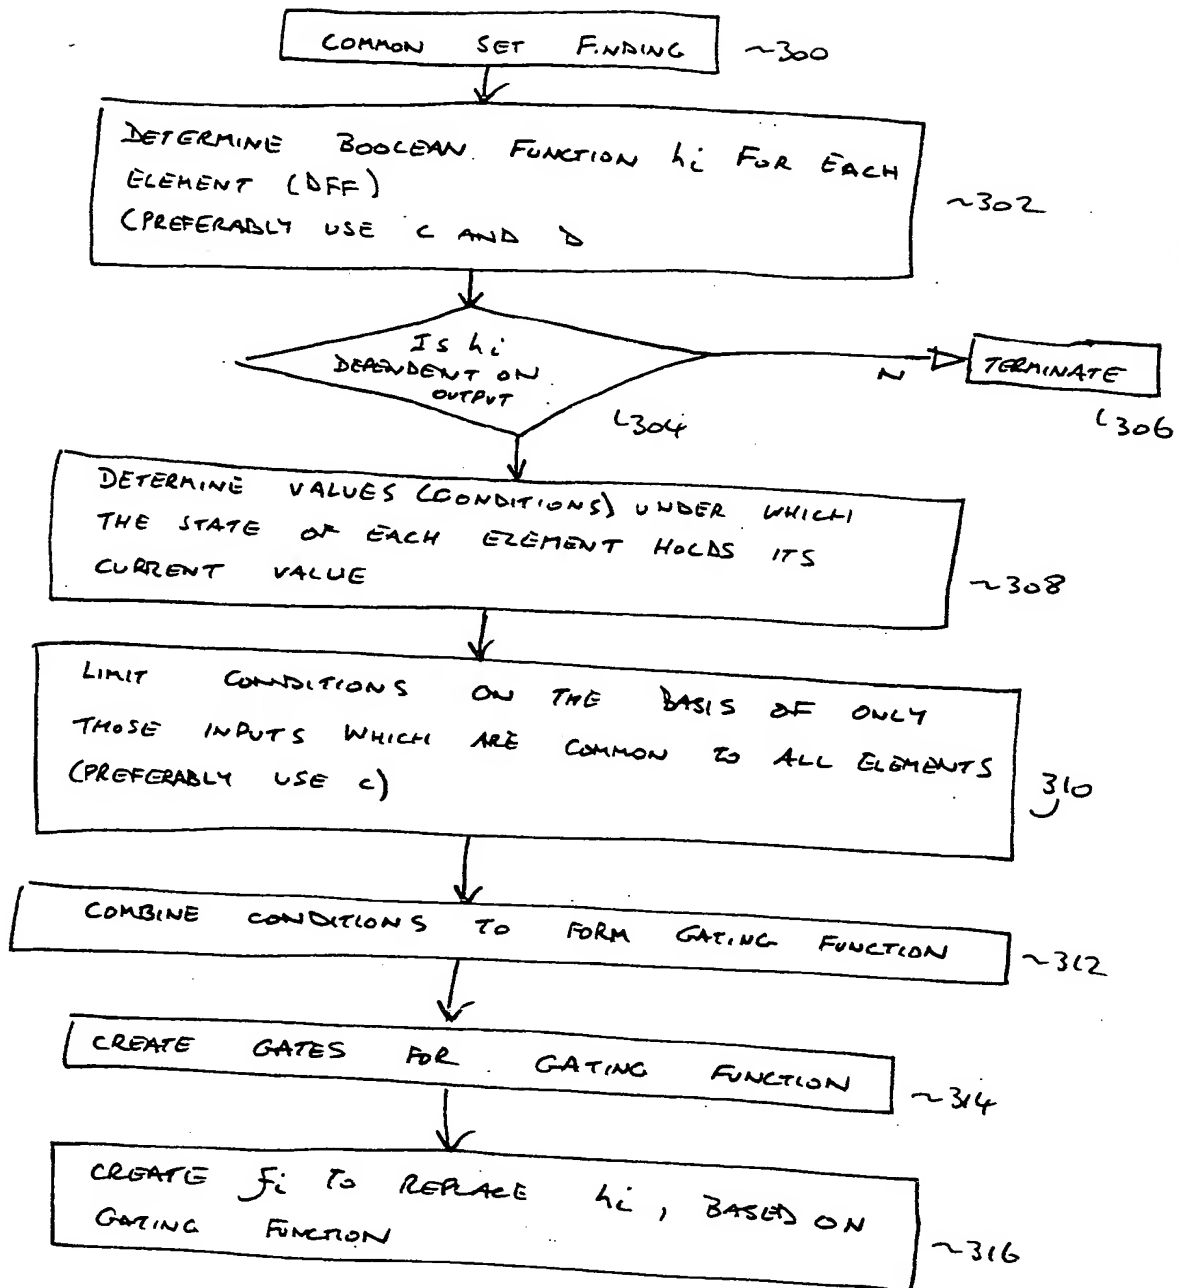 COMMON SET FINDING ~300
DETERMINE BOOLEAN FUNCTION hi FOR EACH
ELEMENT (DFF)
(PREFERABLY USE C AND D
~302
Is hi
DEPENDENT ON
OUTPUT
304
N
TERMINATE
306
DETERMINE VALUES (CONDITIONS) UNDER WHICH
THE STATE OF EACH ELEMENT HOLDS ITS
CURRENT VALUE
~308
LIMIT CONDITIONS ON THE BASIS OF ONLY
THOSE INPUTS WHICH ARE COMMON TO ALL ELEMENTS
(PREFERABLY USE C)
310
COMBINE CONDITIONS TO FORM GATING FUNCTION ~312
CREATE GATES FOR GATING FUNCTION ~314
CREATE fi TO REPLACE hi, BASED ON
GATING FUNCTION
~316